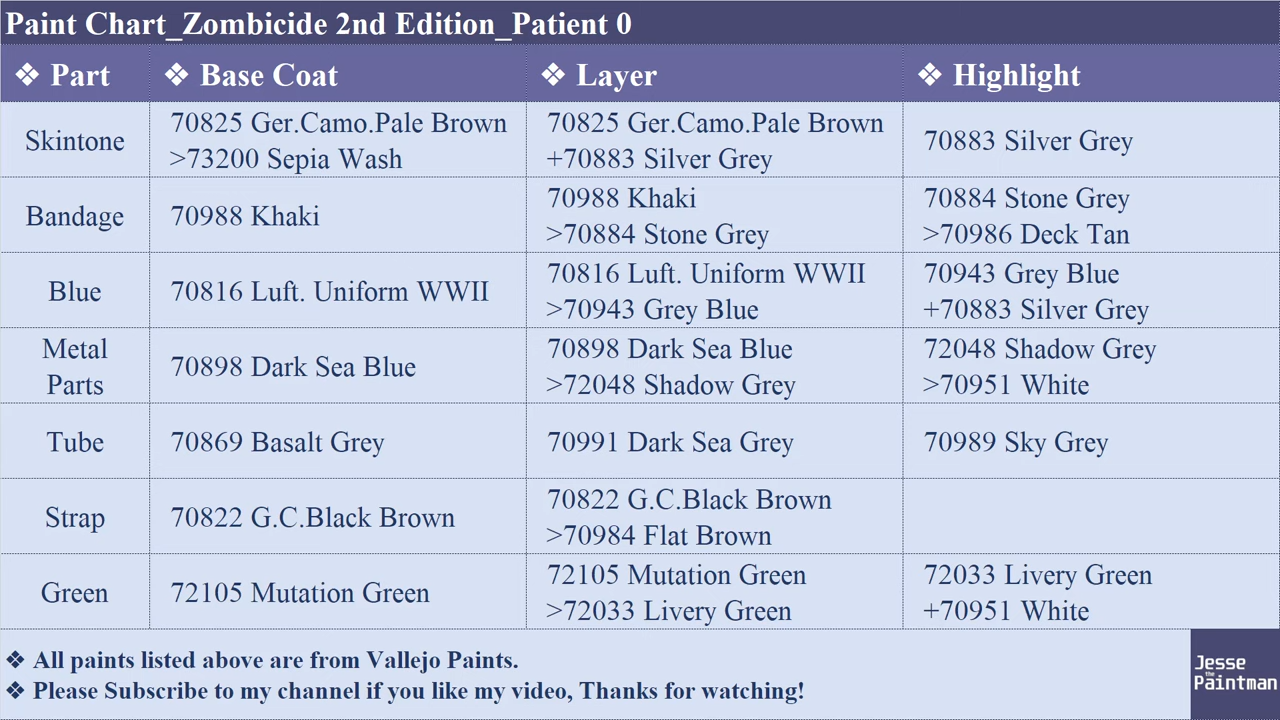 Paint Chart_Zombicide 2nd Edition_Patient 0
❖ Part ❖ Base Coat ❖ Layer ❖ Highlight
Skintone
70825 Ger.Camo.Pale Brown
>73200 Sepia Wash
70825 Ger.Camo.Pale Brown
+70883 Silver Grey
70883 Silver Grey
Bandage
70988 Khaki
70988 Khaki
>70884 Stone Grey
70884 Stone Grey
>70986 Deck Tan
Blue
70816 Luft. Uniform WWII
70816 Luft. Uniform WWII
>70943 Grey Blue
70943 Grey Blue
+70883 Silver Grey
Metal
Parts
70898 Dark Sea Blue
70898 Dark Sea Blue
>72048 Shadow Grey
72048 Shadow Grey
>70951 White
Tube
70869 Basalt Grey
70991 Dark Sea Grey
70989 Sky Grey
Strap
70822 G.C.Black Brown
70822 G.C.Black Brown
>70984 Flat Brown
Green
72105 Mutation Green
72105 Mutation Green
>72033 Livery Green
72033 Livery Green
+70951 White
❖ All paints listed above are from Vallejo Paints.
❖ Please Subscribe to my channel if you like my video, Thanks for watching!
Jesse
the
Paintman